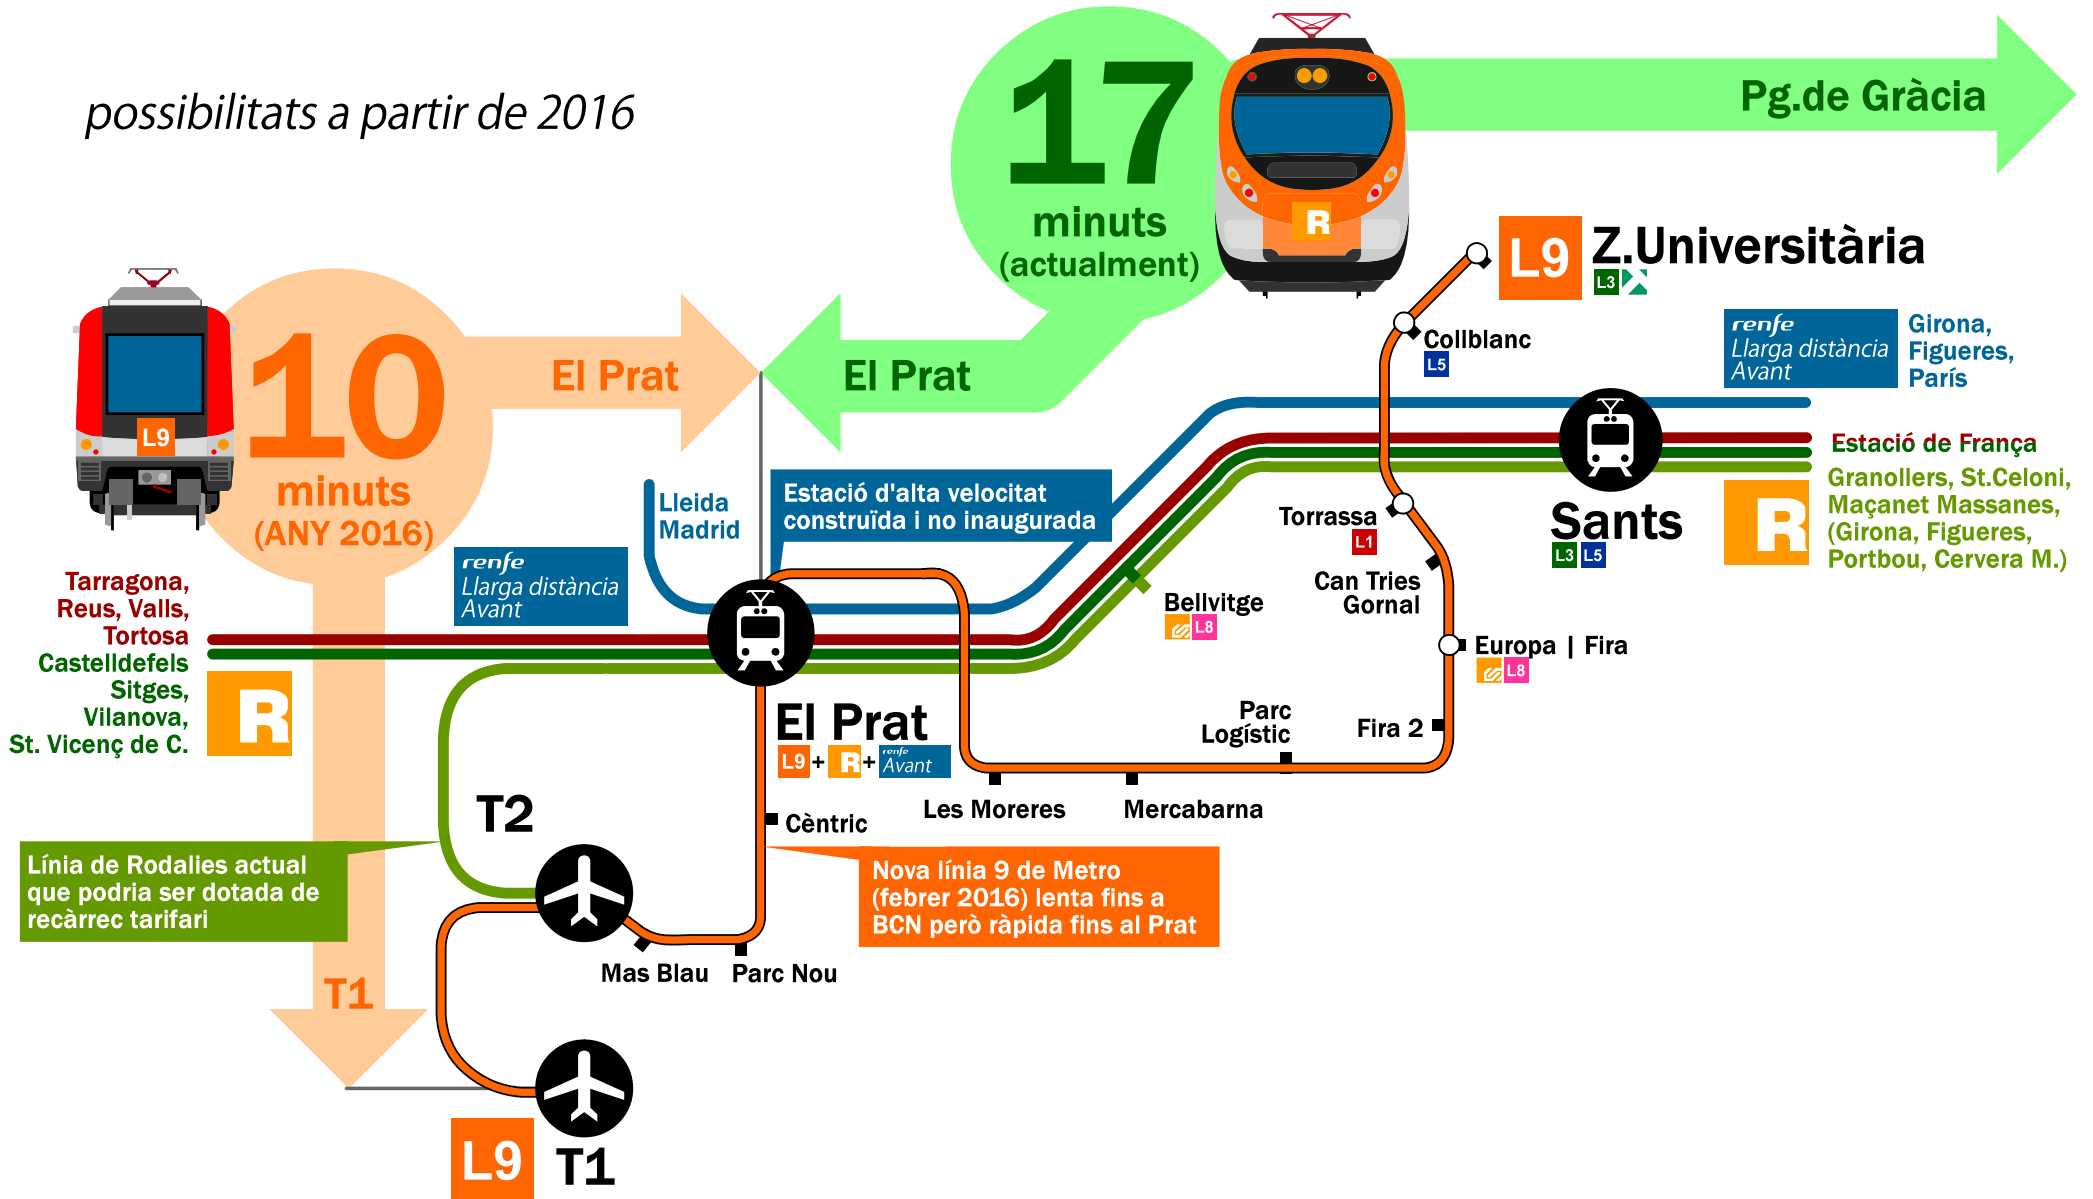 possibilitats a partir de 2016
17
minuts
(actualment)
R
Pg.de Gràcia
10
minuts
(ANY 2016)
L9
El Prat
El Prat
L9
Z.Universitària
L3
Collblanc
L5
renfe
Llarga distància
Avant
Girona,
Figueres,
París
Estació de França
R
Granollers, St.Celoni,
Maçanet Massanes,
(Girona, Figueres,
Portbou, Cervera M.)
Sants
L3 L5
Torrassa
L1
Can Tries
Gornal
Europa | Fira
L8
Fira 2
Parc
Logístic
Mercabarna
Les Moreres
Bellvitge
L8
Lleida
Madrid
Estació d'alta velocitat
construïda i no inaugurada
renfe
Llarga distància
Avant
Tarragona,
Reus, Valls,
Tortosa
Castelldefels
Sitges,
Vilanova,
St. Vicenç de C.
R
El Prat
L9 + R + renfe Avant
Cèntric
T2
Línia de Rodalies actual
que podria ser dotada de
recàrrec tarifari
Nova línia 9 de Metro
(febrer 2016) lenta fins a
BCN però ràpida fins al Prat
Mas Blau
Parc Nou
T1
L9
T1